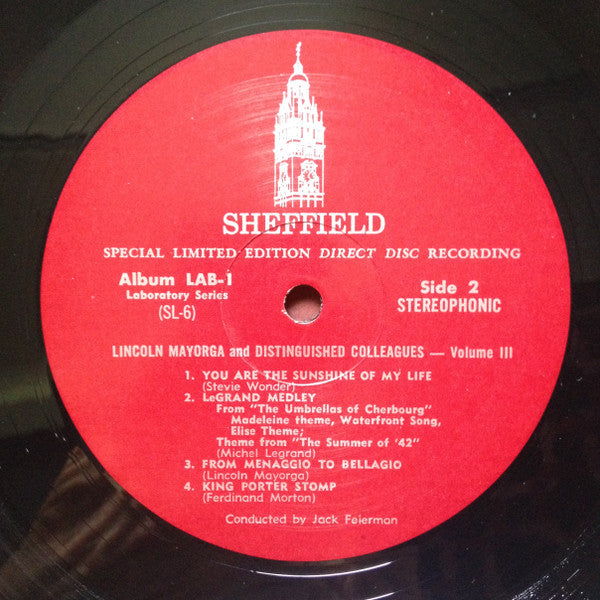 SHEFFIELD
SPECIAL LIMITED EDITION DIRECT DISC RECORDING
Album LAB-1
Laboratory Series
(SL-6)
Side 2
STEREOPHONIC
LINCOLN MAYORGA and DISTINGUISHED COLLEAGUES — Volume III
1. YOU ARE THE SUNSHINE OF MY LIFE
(Stevie Wonder)
2. LeGRAND MEDLEY
From "The Umbrellas of Cherbourg"
Madeleine theme, Waterfront Song,
Elise Theme;
Theme from "The Summer of '42"
(Michel Legrand)
3. FROM MENAGGIO TO BELLAGIO
(Lincoln Mayorga)
4. KING PORTER STOMP
(Ferdinand Morton)
Conducted by Jack Feierman